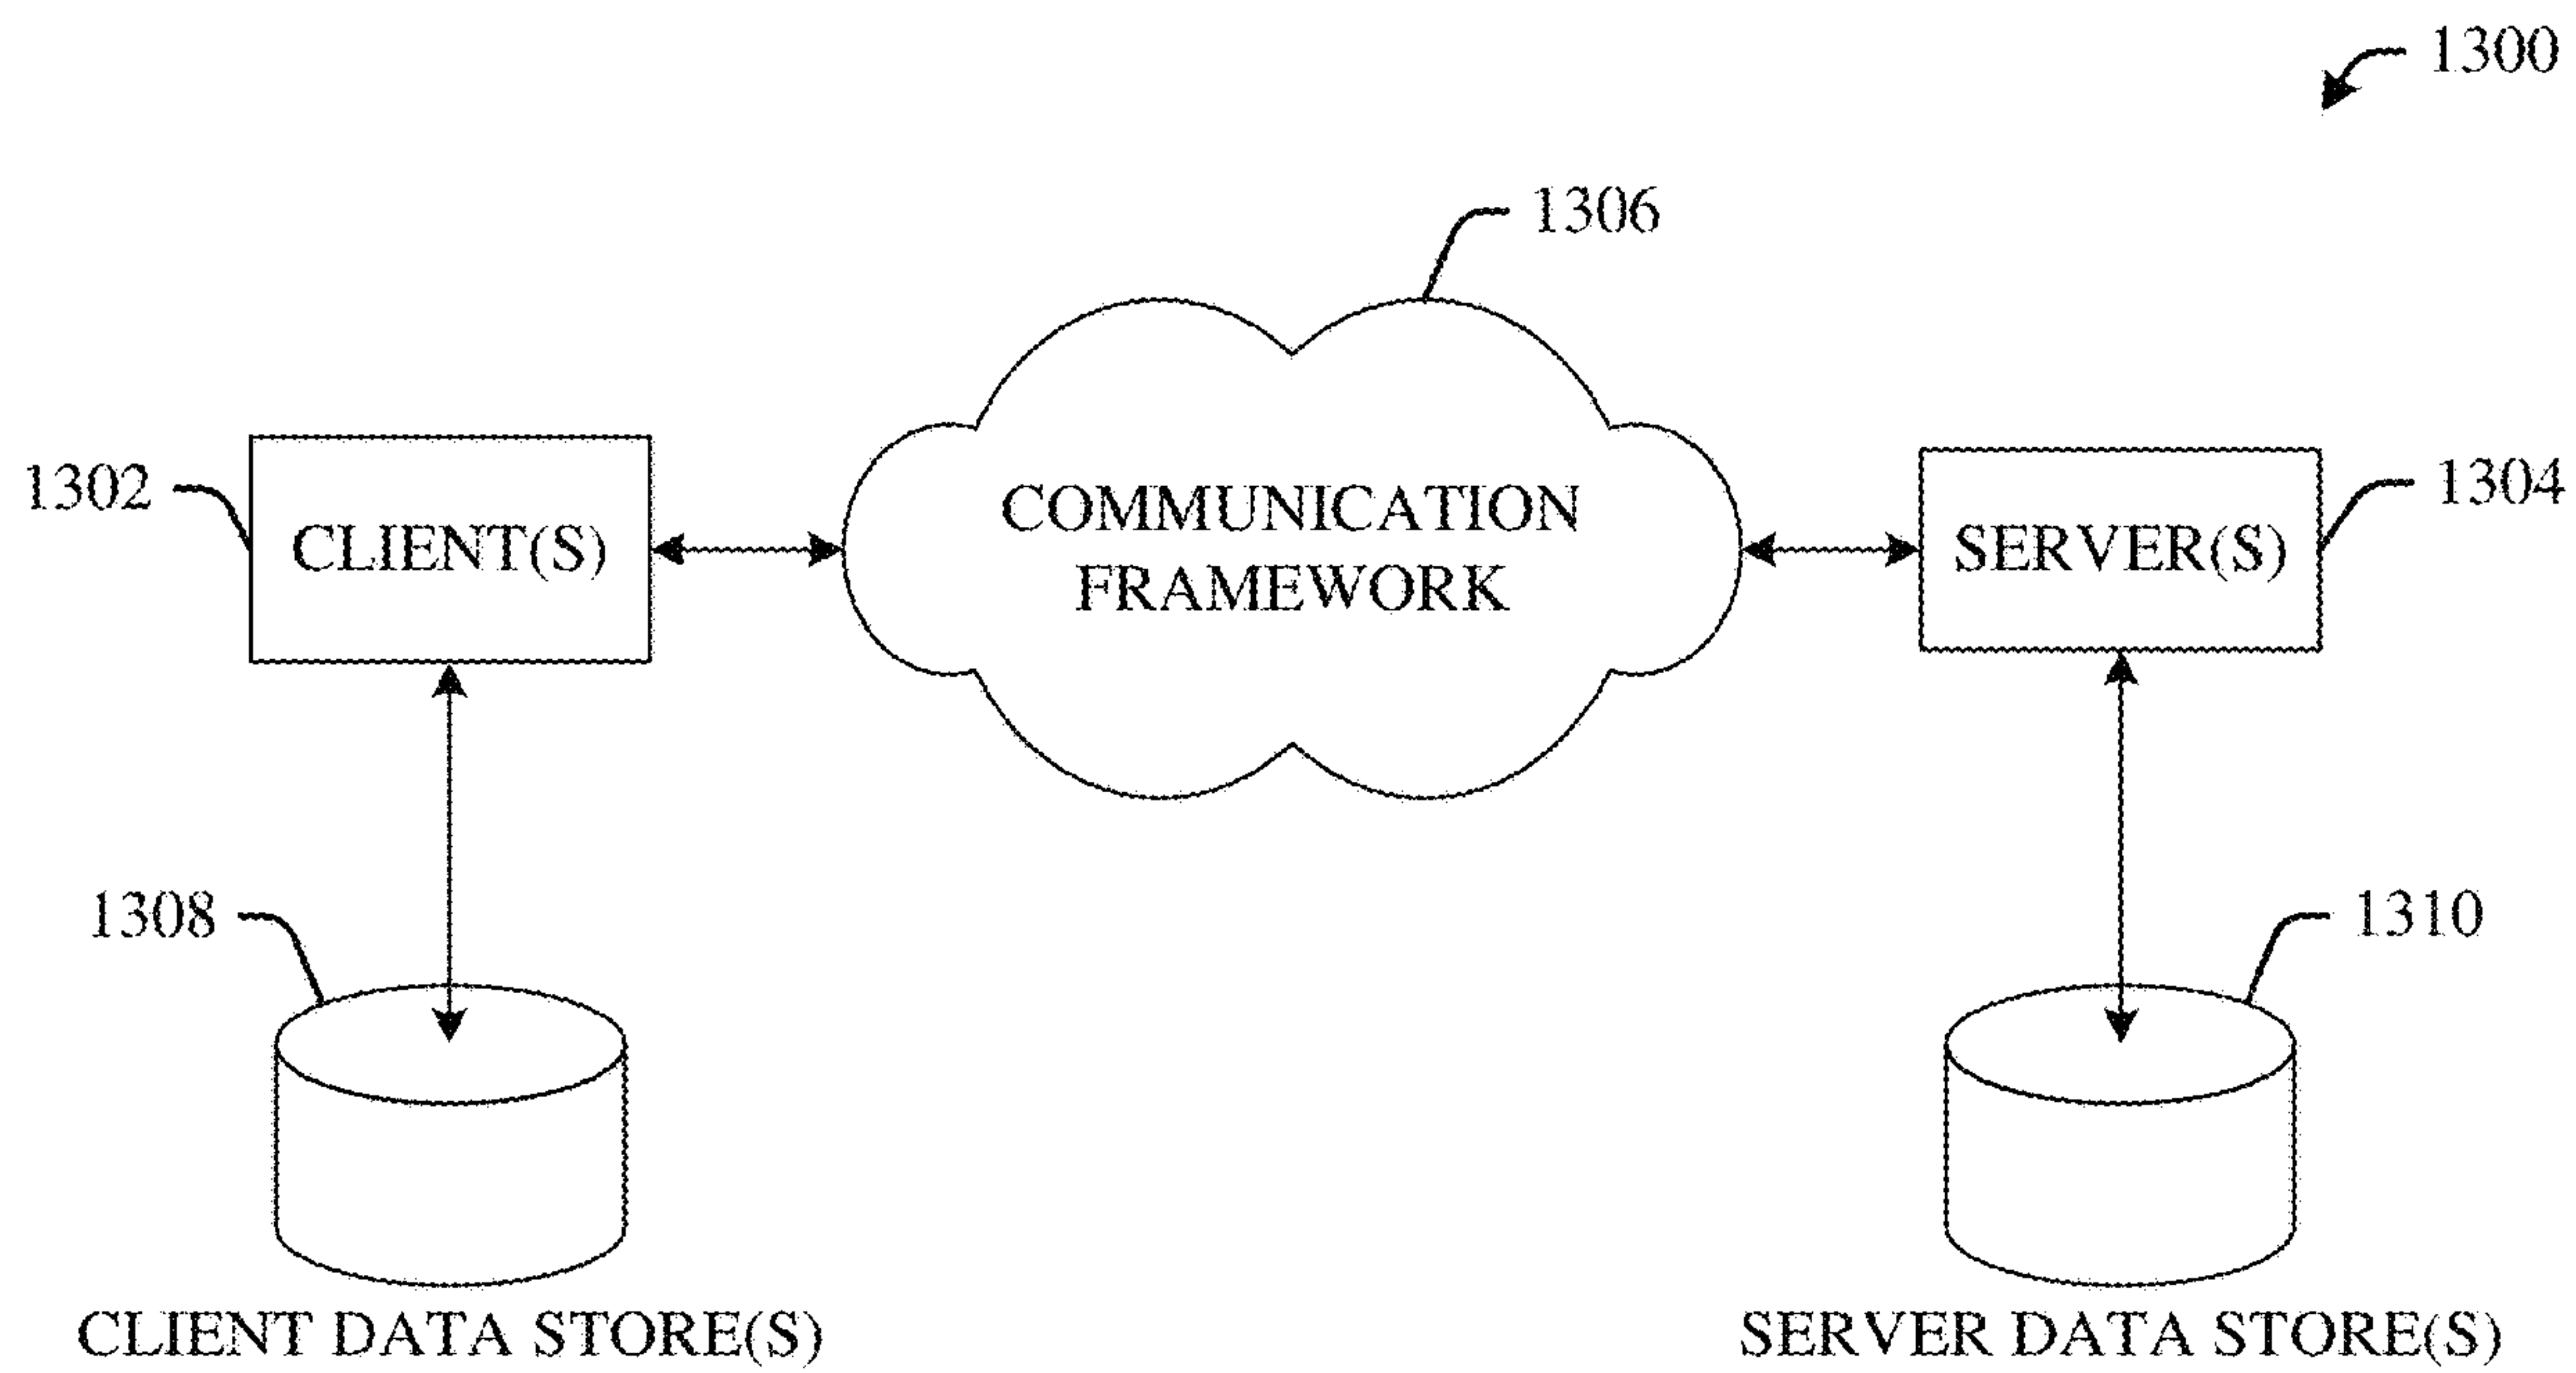 1300
1306
1302
CLIENT(S)
COMMUNICATION
FRAMEWORK
SERVER(S)
1304
1308
1310
CLIENT DATA STORE(S)
SERVER DATA STORE(S)